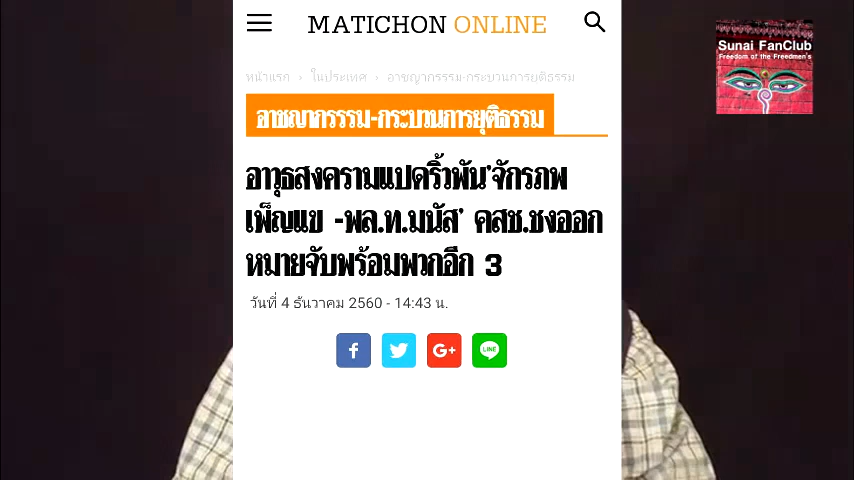 MATICHON ONLINE
Sunai FanClub
Freedom of the Freedmen's
หน้าแรก › ในประเทศ › อาชญากรรรม-กระบวนการยุติธรรม
อาชญากรรรม-กระบวนการยุติธรรม
อาวุธสงครามแปดริ้วพัน'จักรภพ
เพ็ญแข -พล.ท.มนัส' คสช.ชงออก
หมายจับพร้อมพวกอีก 3
วันที่ 4 ธันวาคม 2560 - 14:43 น.
f
G+
LINE